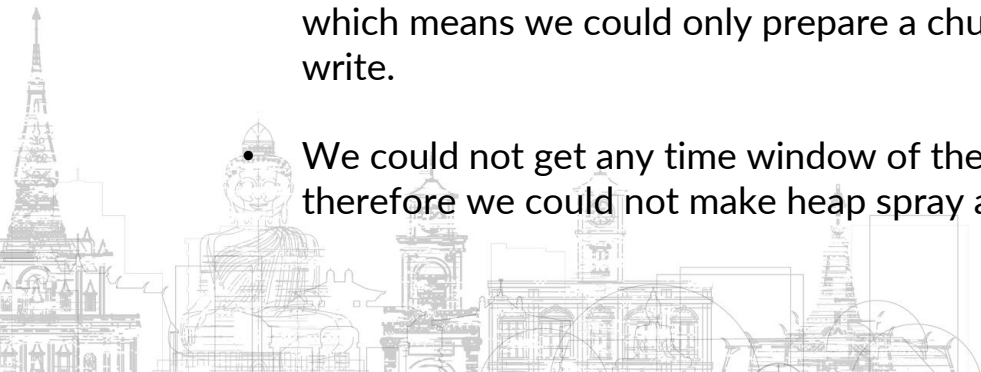 which means we could only prepare a
write.
• We could not get any time window of the
therefore we could not make heap spray